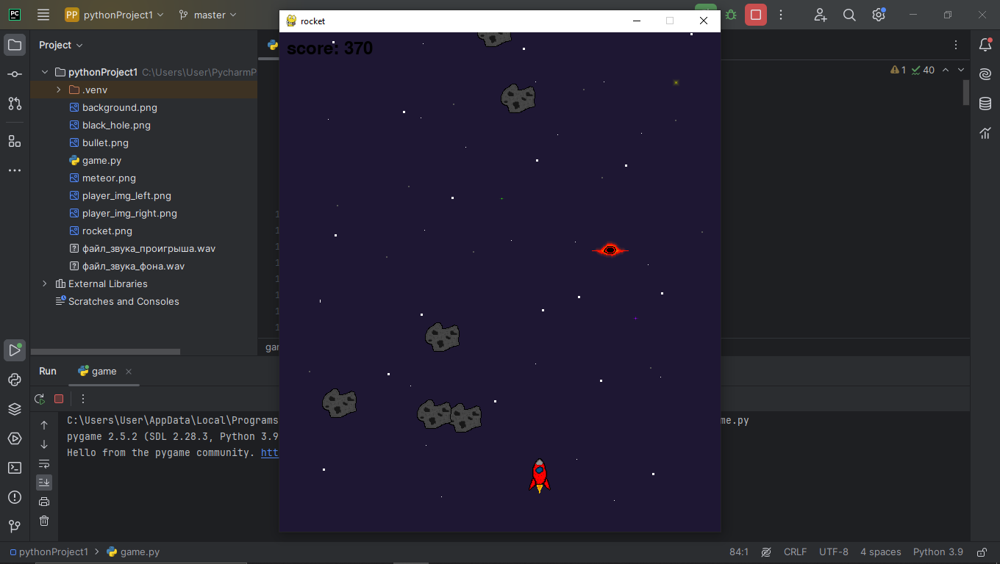 PC
PP pythonProject1
master
rocket
Project
score: 370
pythonProject1 C:\Users\User\PycharmP
1 40
.venv
background.png
black_hole.png
bullet.png
game.py
meteor.png
player_img_left.png
player_img_right.png
rocket.png
файл_звука_проигрыша.wav
файл_звука_фона.wav
External Libraries
Scratches and Consoles
Run game
C:\Users\User\AppData\Local\Programs
me.py
pygame 2.5.2 (SDL 2.28.3, Python 3.9
Hello from the pygame community. htt
pythonProject1 > game.py
84:1 CRLF UTF-8 4 spaces Python 3.9